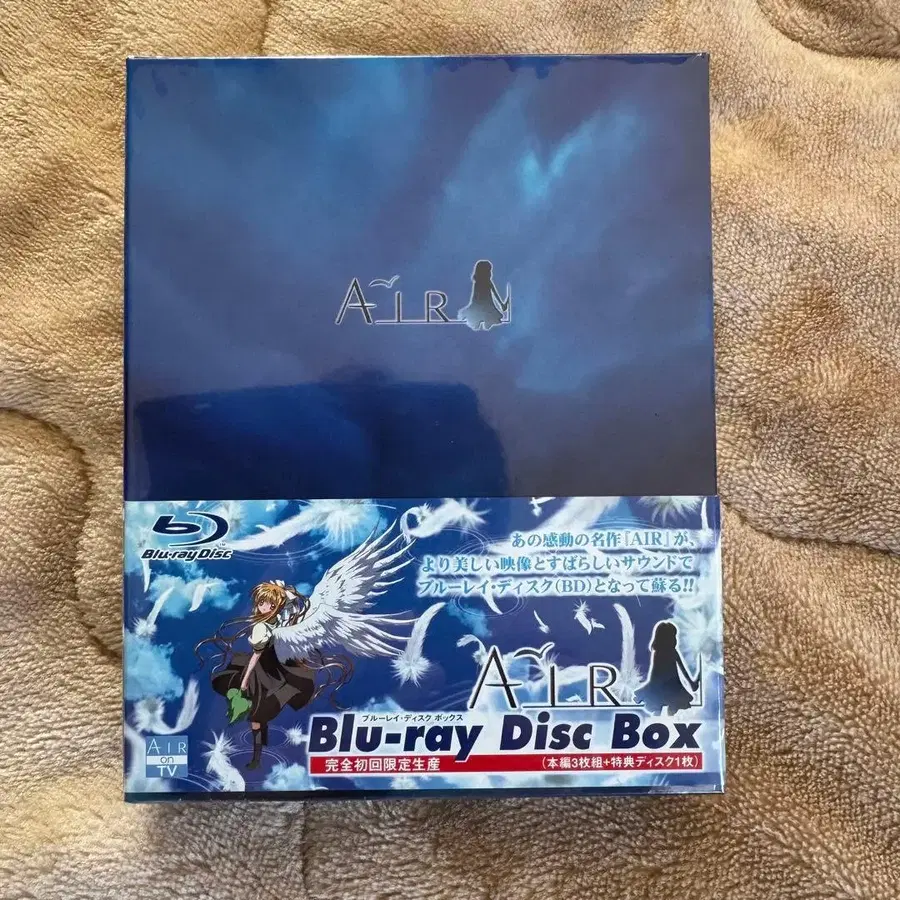 AIR
Blu-ray Disc
あの感動の名作「AIR」が、
より美しい映像とすばらしいサウンドで
ブルーレイ・ディスク(BD)となって蘇る!!
AIR
ブルーレイ・ディスク ボックス
Blu-ray Disc Box
完全初回限定生産
(本編3枚組+特典ディスク1枚)
AIR
on
TV